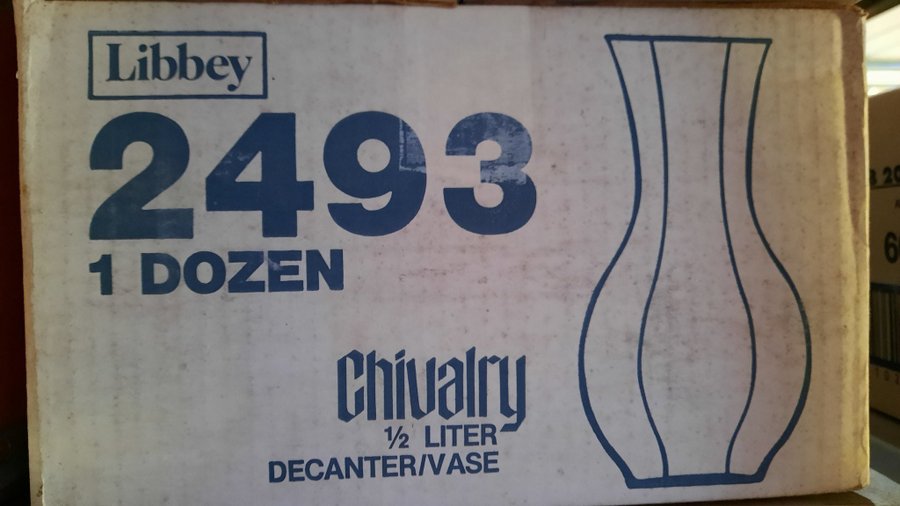 Libbey
2493
1 DOZEN
Chivalry
½ LITER
DECANTER/VASE